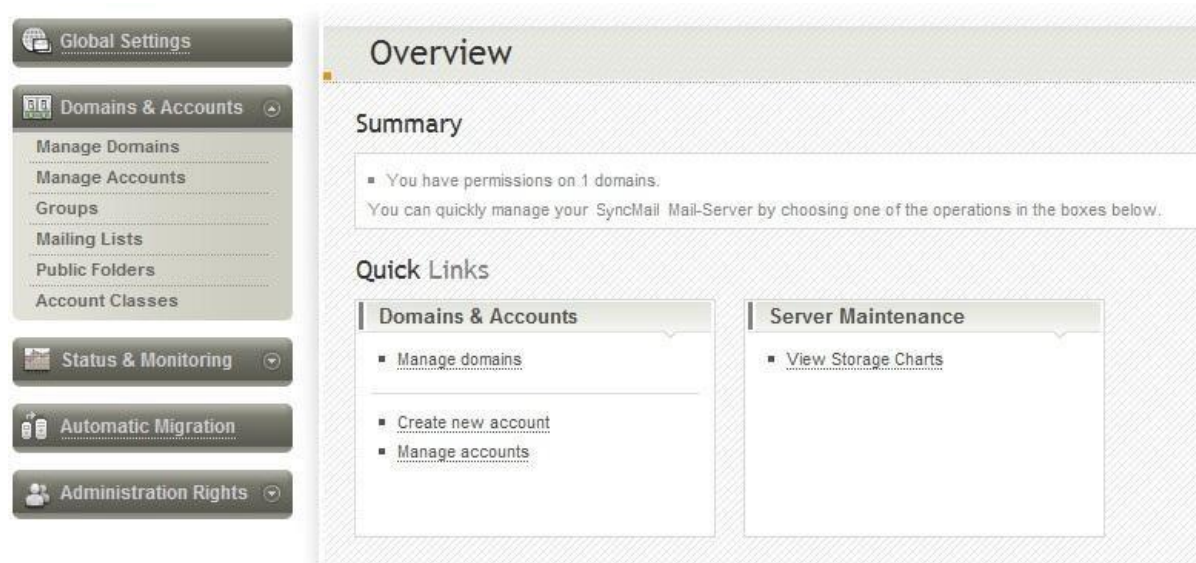 Global Settings
Domains & Accounts
Manage Domains
Manage Accounts
Groups
Mailing Lists
Public Folders
Account Classes
Status & Monitoring
Automatic Migration
Administration Rights
Overview
Summary
You have permissions on 1 domains.
You can quickly manage your SyncMail Mail-Server by choosing one of the operations in the boxes below.
Quick Links
Domains & Accounts
Manage domains
Create new account
Manage accounts
Server Maintenance
View Storage Charts